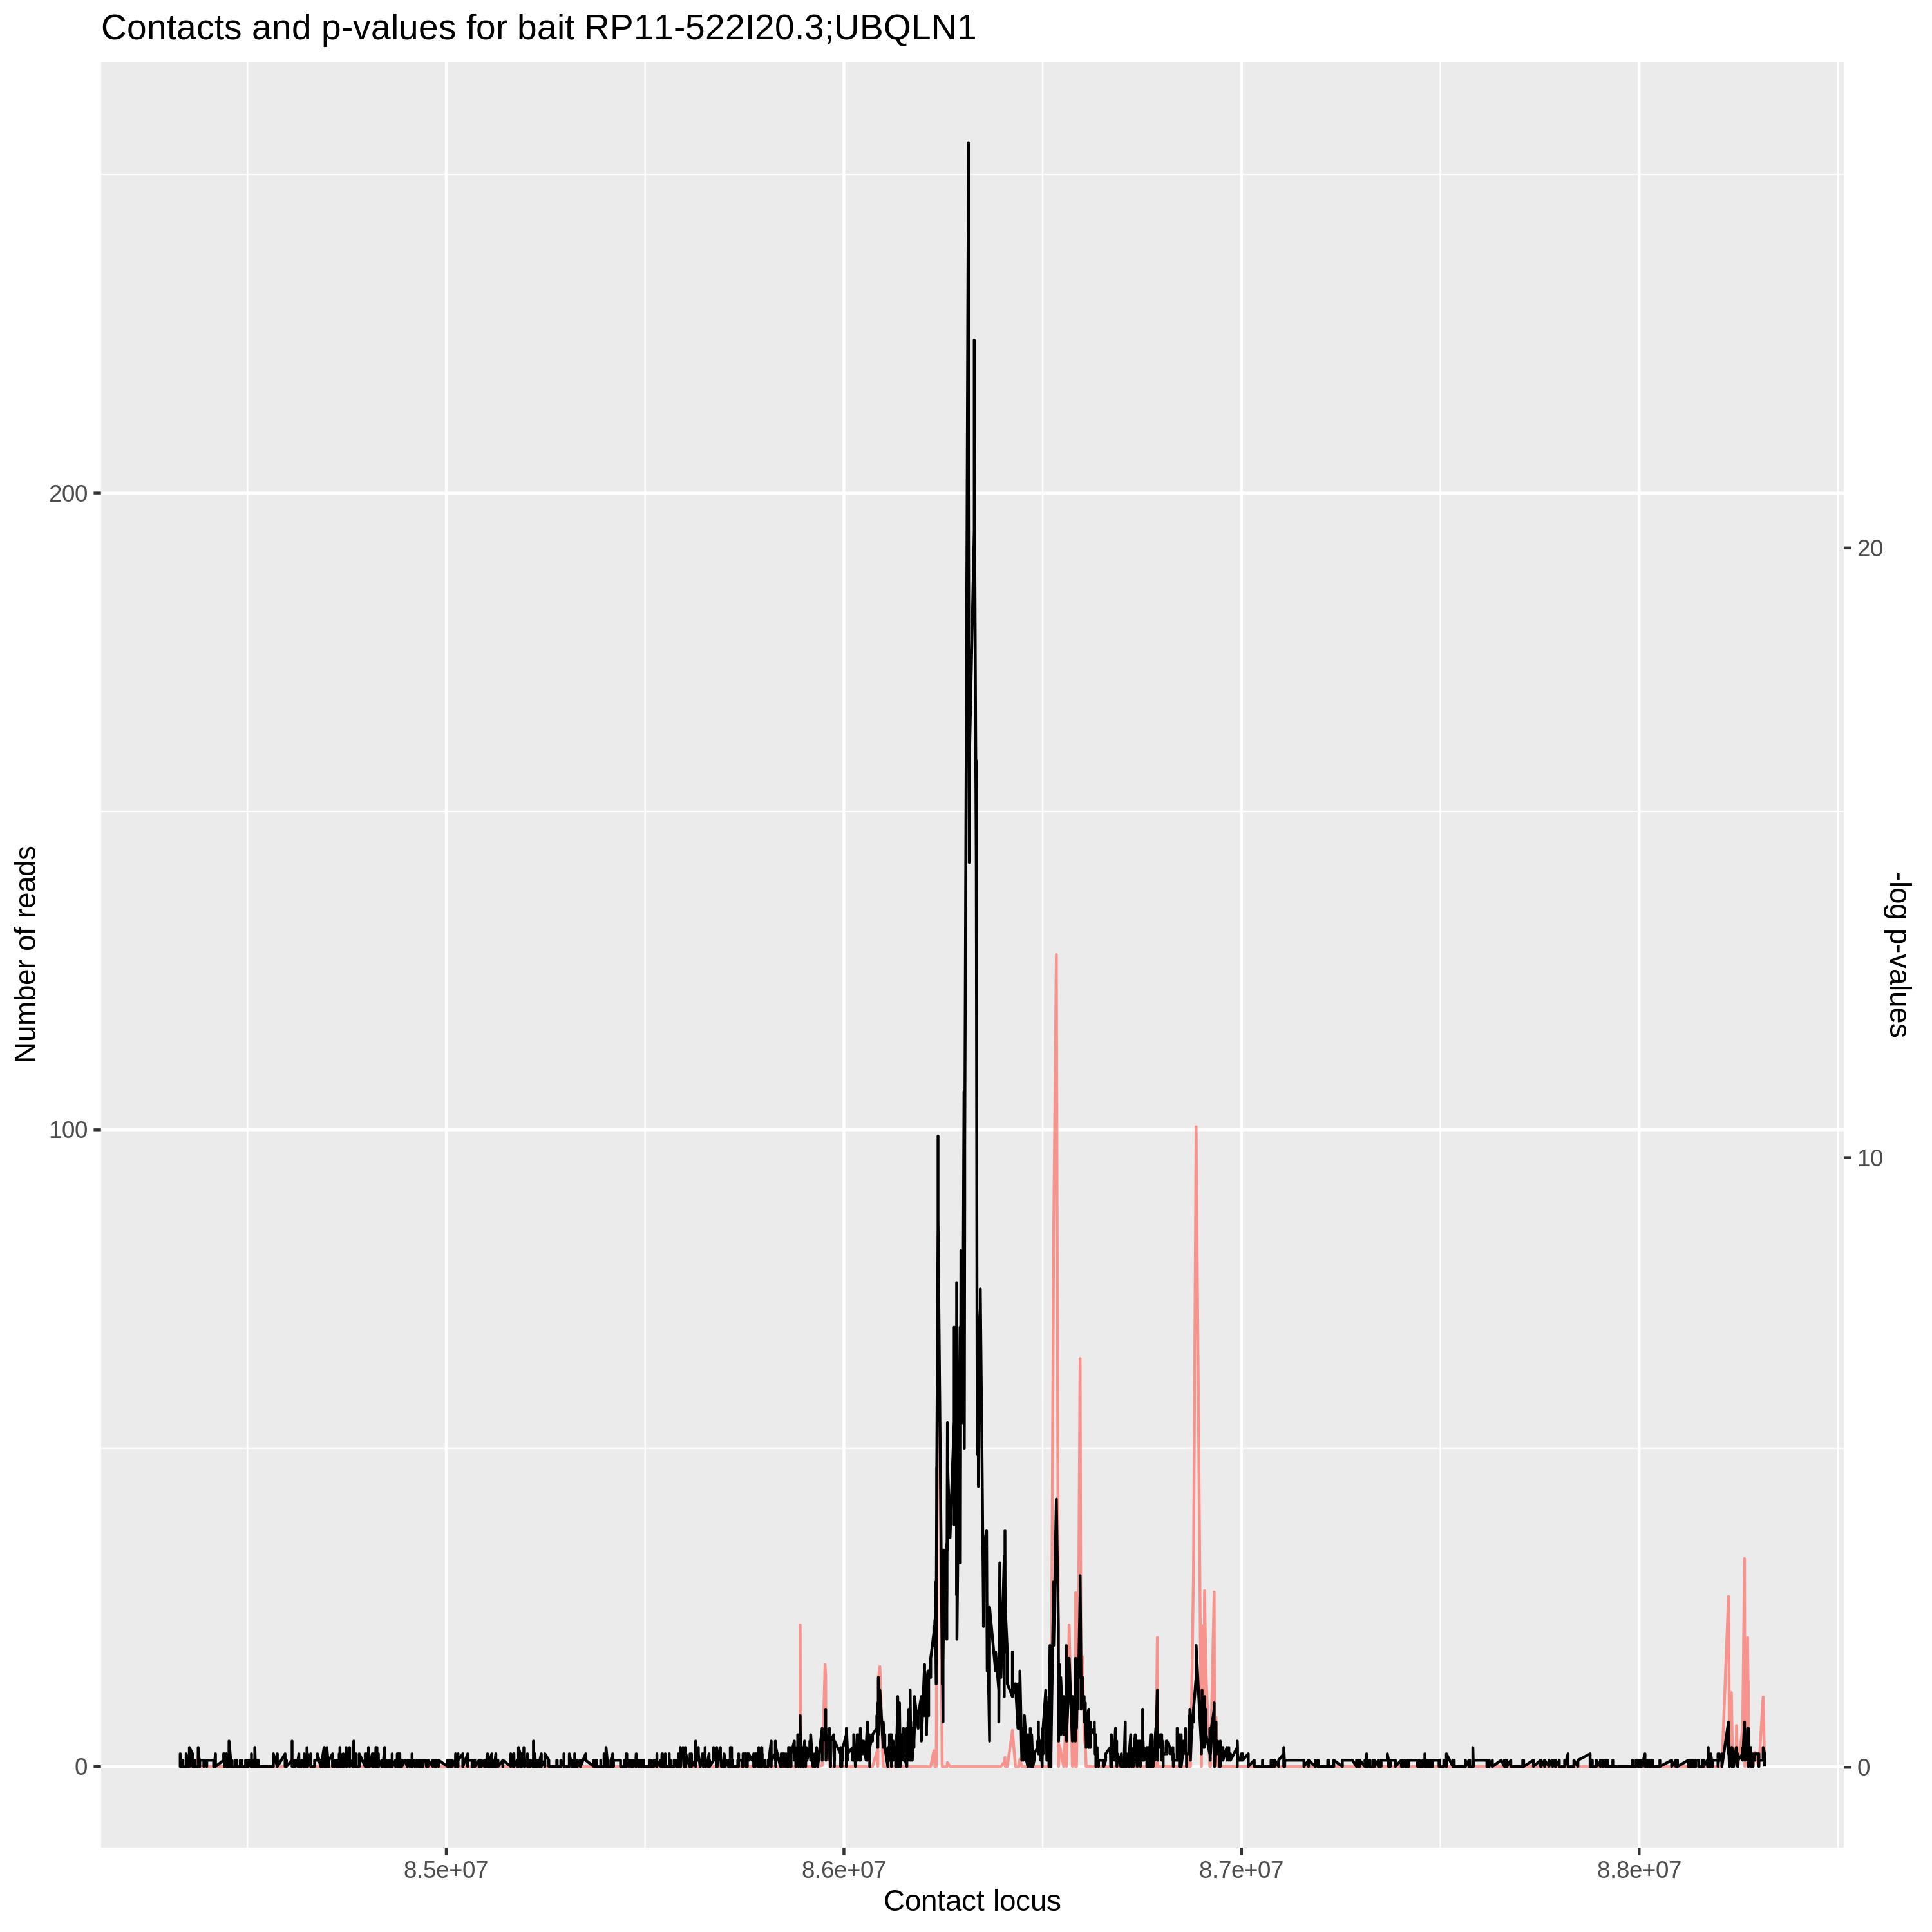 Contacts and p-values for bait RP11-522I20.3;UBQLN1
Number of reads
200
100
0
-log p-values
20
10
0
8.5e+07
8.6e+07
8.7e+07
8.8e+07
Contact locus